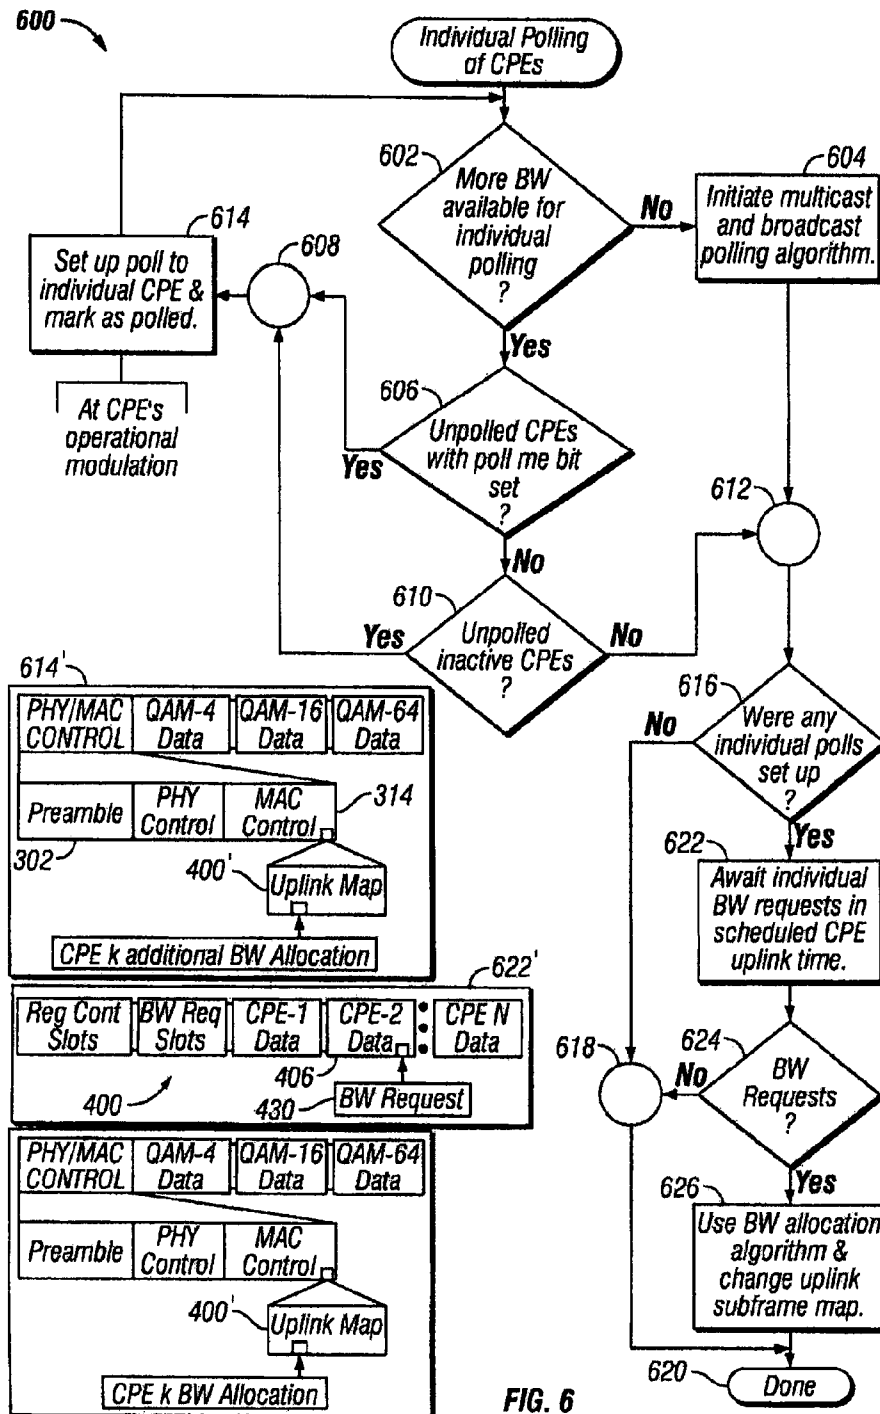 600
Individual Polling
of CPEs
602
More BW
available for
individual
polling
?
No
604
Initiate multicast
and broadcast
polling algorithm.
614
Set up poll to
individual CPE &
mark as polled.
608
At CPE's
operational
modulation
Yes
606
Unpolled CPEs
with poll me bit
set
?
Yes
No
612
610
Unpolled
inactive CPEs
?
Yes
No
614'
PHY/MAC
CONTROL
QAM-4
Data
QAM-16
Data
QAM-64
Data
Preamble
PHY
Control
MAC
Control
314
302
400'
Uplink Map
CPE k additional BW Allocation
616
Were any
individual polls
set up
?
No
Yes
622
Await individual
BW requests in
scheduled CPE
uplink time.
622'
Reg Cont
Slots
BW Req
Slots
CPE-1
Data
CPE-2
Data
CPE N
Data
406
400
430
BW Request
618
624
BW
Requests
?
No
Yes
PHY/MAC
CONTROL
QAM-4
Data
QAM-16
Data
QAM-64
Data
Preamble
PHY
Control
MAC
Control
400'
Uplink Map
CPE k BW Allocation
626
Use BW allocation
algorithm &
change uplink
subframe map.
620
Done
FIG. 6